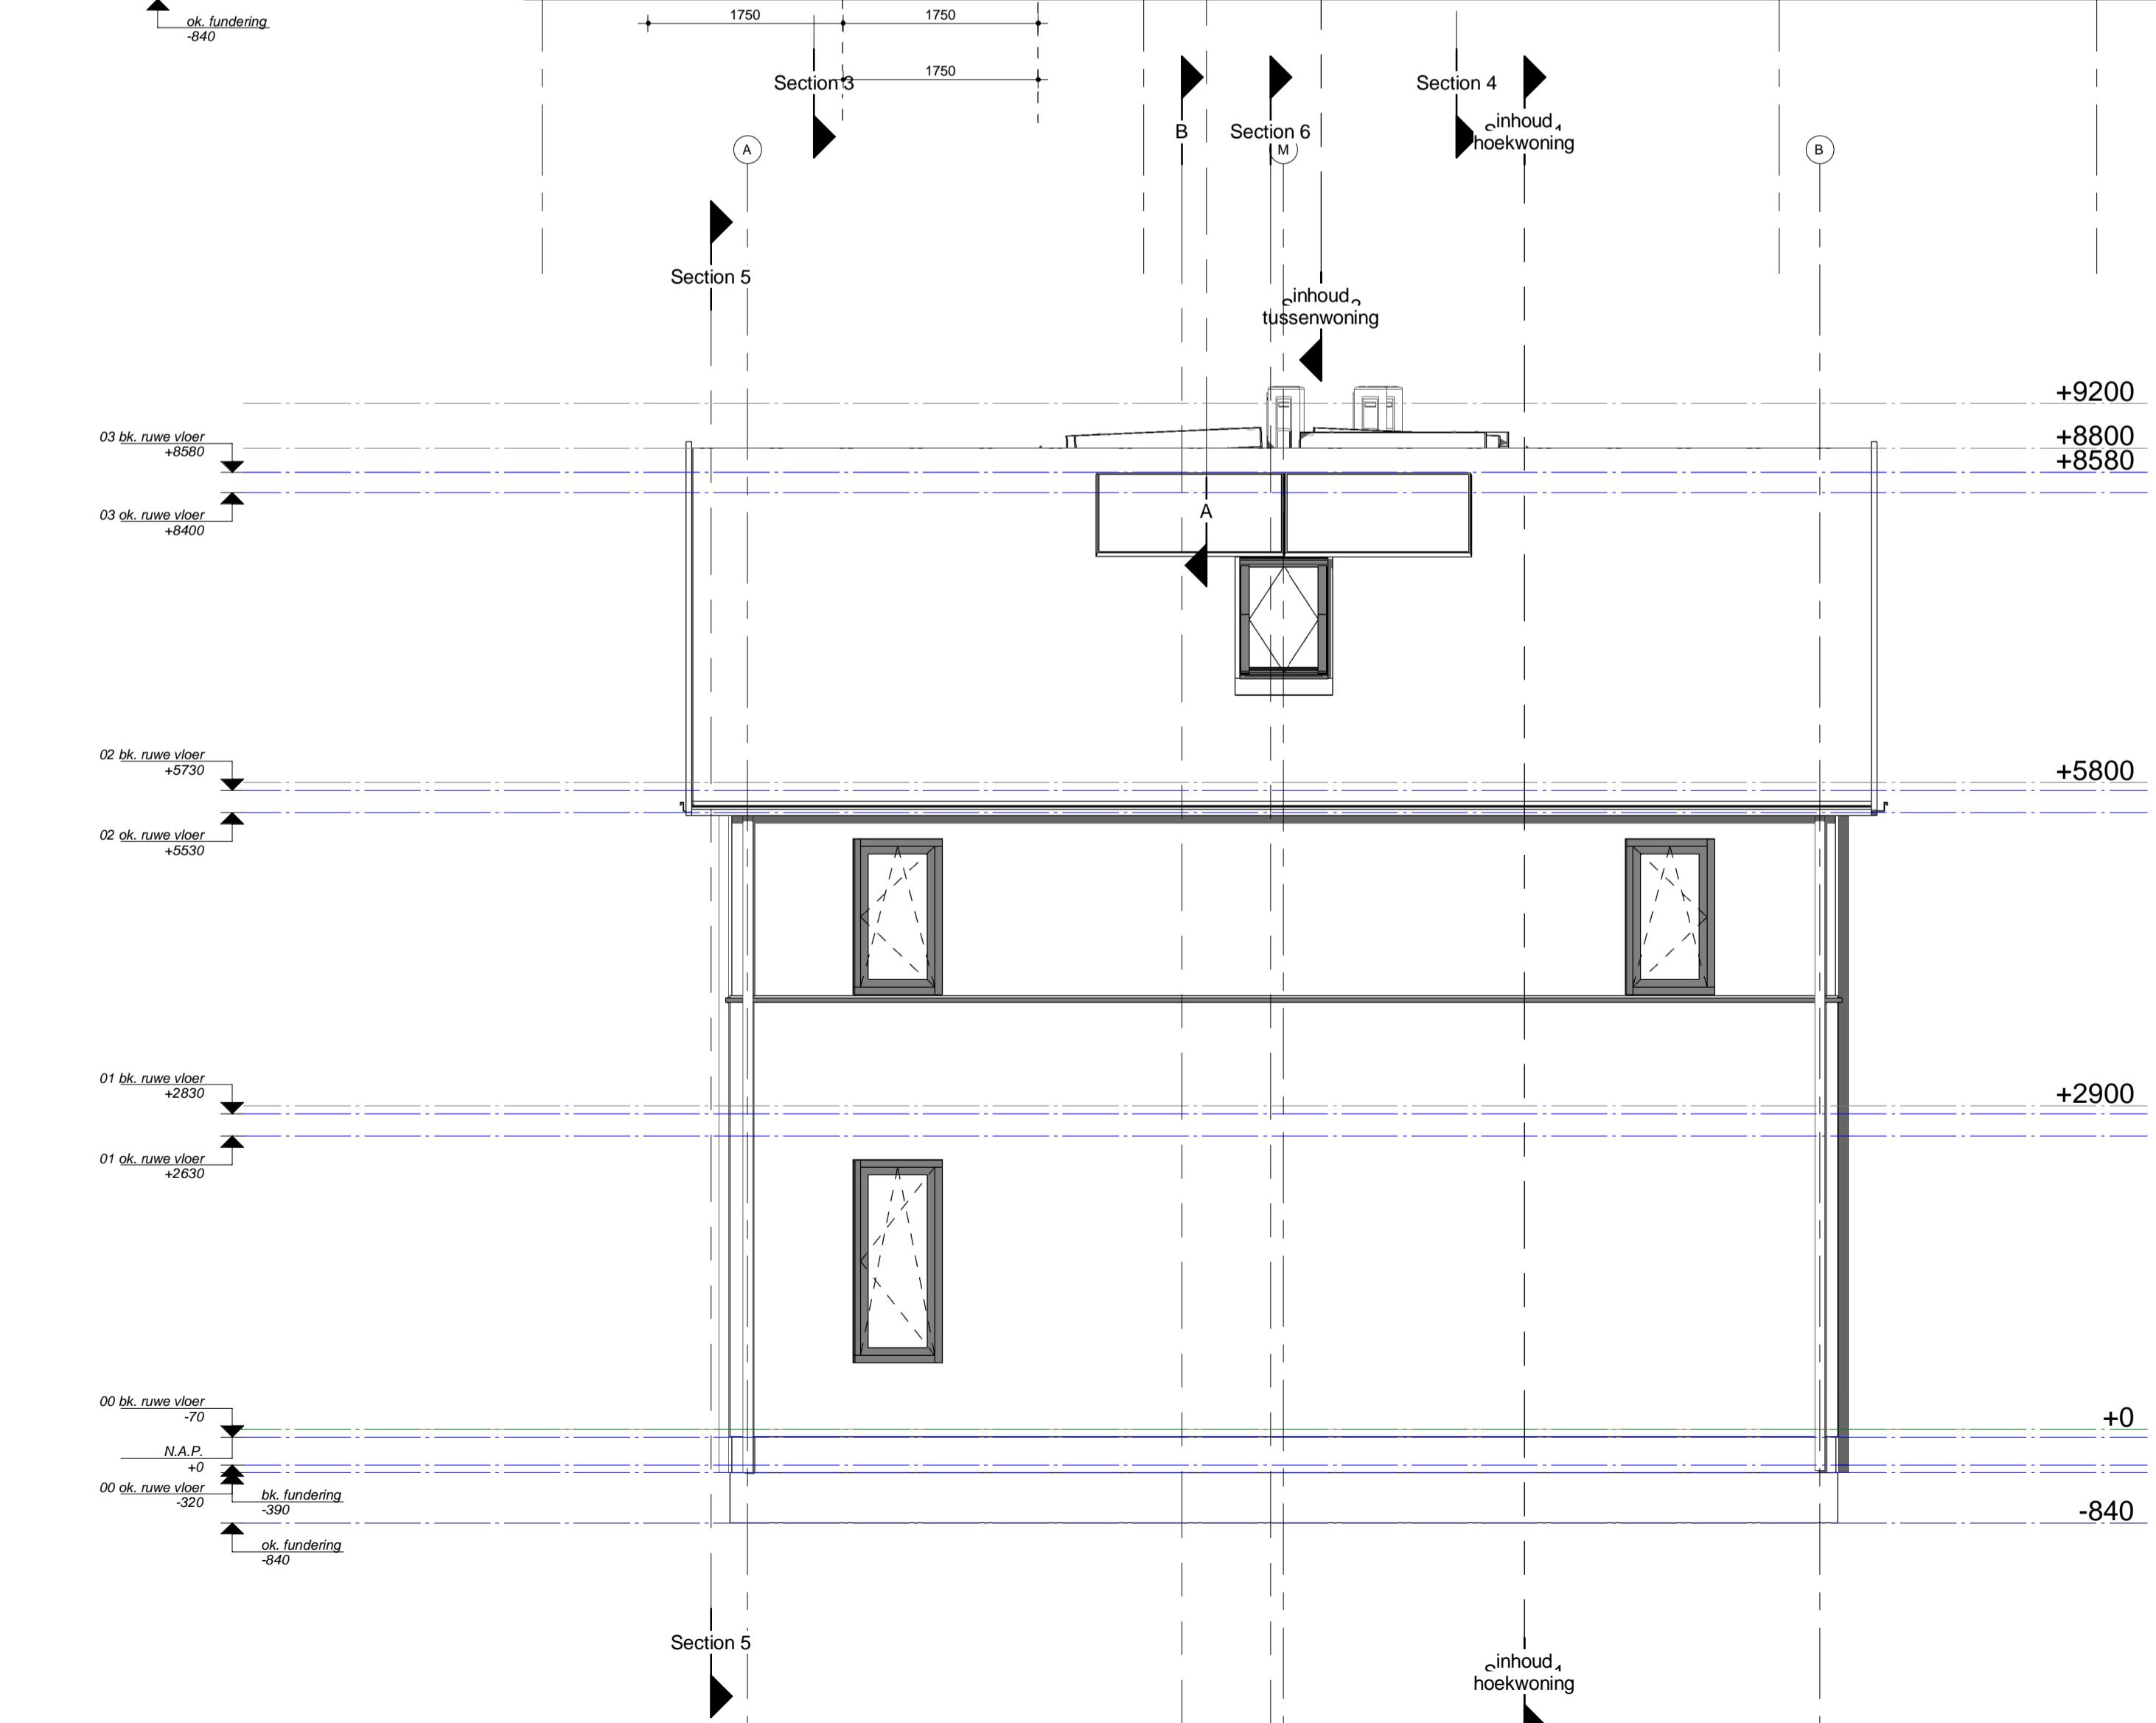 ok. fundering
-840
1750
1750
1750
Section 3
Section 4
inhoud
hoekwoning
B
Section 6
A
M
B
Section 5
inhoud
tussenwoning
+9200
03 bk. ruwe vloer
+8580
+8800
+8580
03 ok. ruwe vloer
+8400
A
02 bk. ruwe vloer
+5730
+5800
02 ok. ruwe vloer
+5530
01 bk. ruwe vloer
+2830
+2900
01 ok. ruwe vloer
+2630
00 bk. ruwe vloer
-70
+0
N.A.P.
+0
00 ok. ruwe vloer
-320
bk. fundering
-390
-840
ok. fundering
-840
Section 5
inhoud
hoekwoning